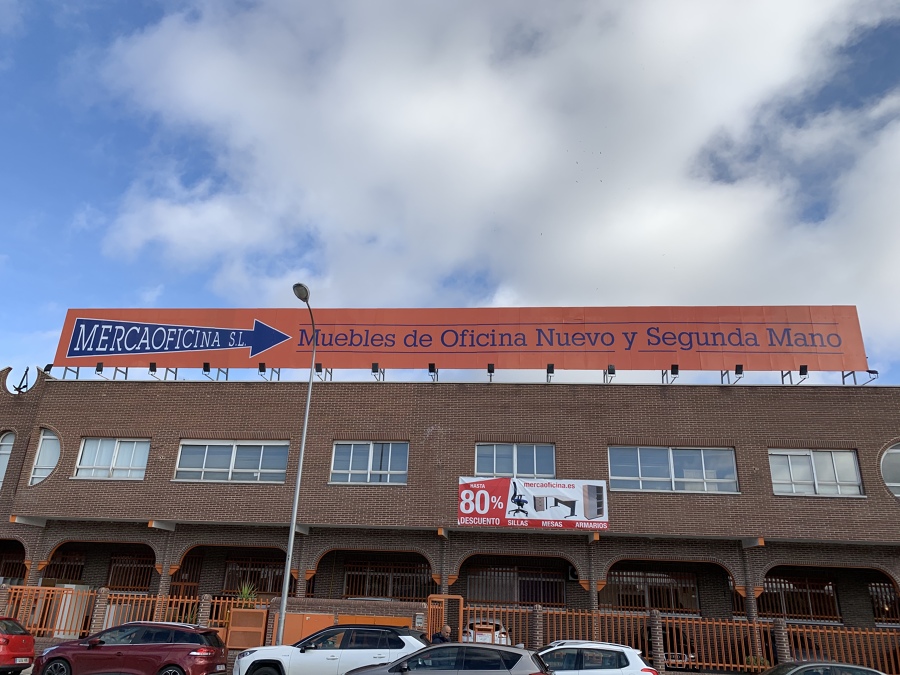 MERCAOFICINA S.L.
Muebles de Oficina Nuevo y Segunda Mano
mercaoficina.es
HASTA
80%
DESCUENTO SILLAS MESAS ARMARIOS